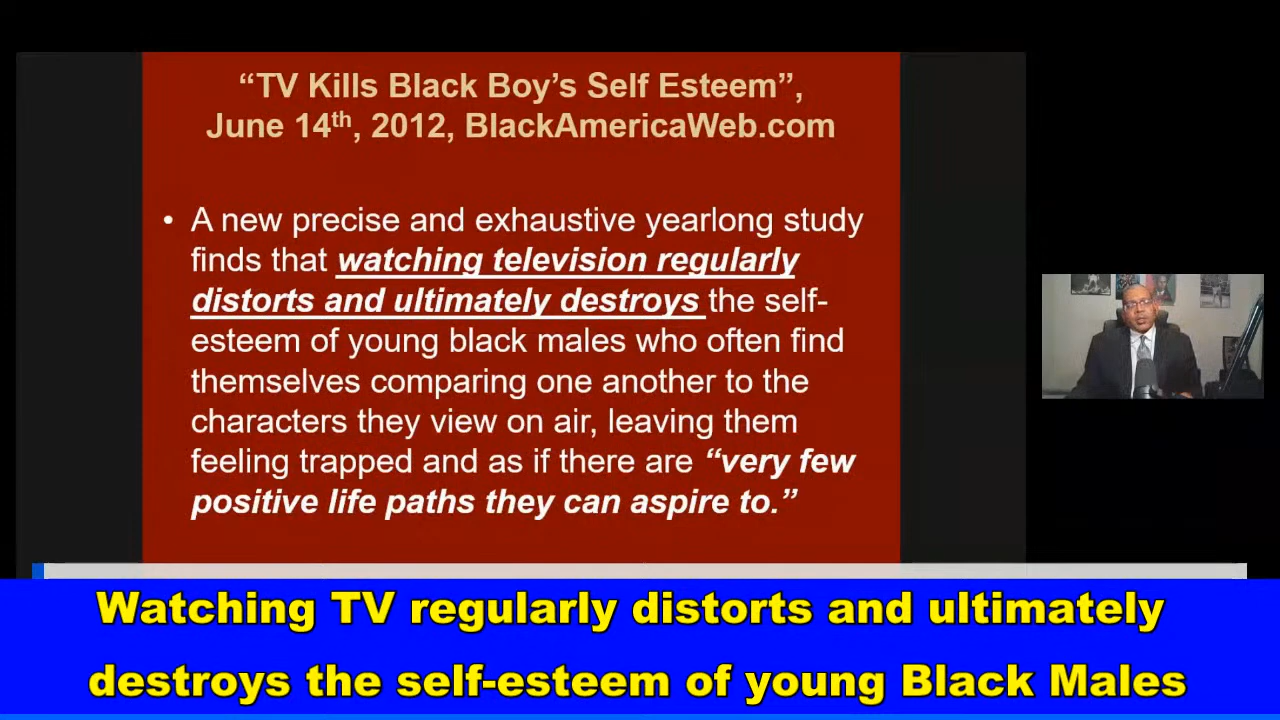 “TV Kills Black Boy’s Self Esteem”,
June 14th, 2012, BlackAmericaWeb.com
• A new precise and exhaustive yearlong study
finds that watching television regularly
distorts and ultimately destroys the self-
esteem of young black males who often find
themselves comparing one another to the
characters they view on air, leaving them
feeling trapped and as if there are “very few
positive life paths they can aspire to.”
Watching TV regularly distorts and ultimately
destroys the self-esteem of young Black Males